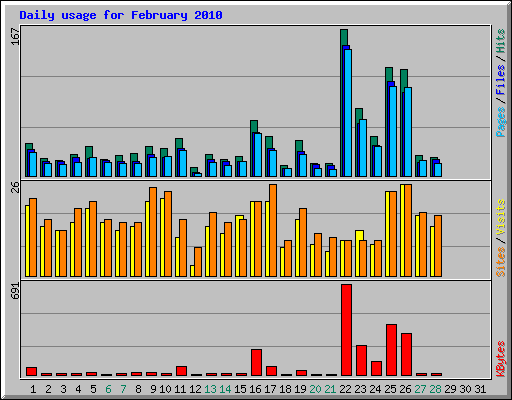 Daily usage for February 2010
167
Pages / Files / Hits
26
Sites / Visits
691
KBytes
1 2 3 4 5 6 7 8 9 10 11 12 13 14 15 16 17 18 19 20 21 22 23 24 25 26 27 28 29 30 31